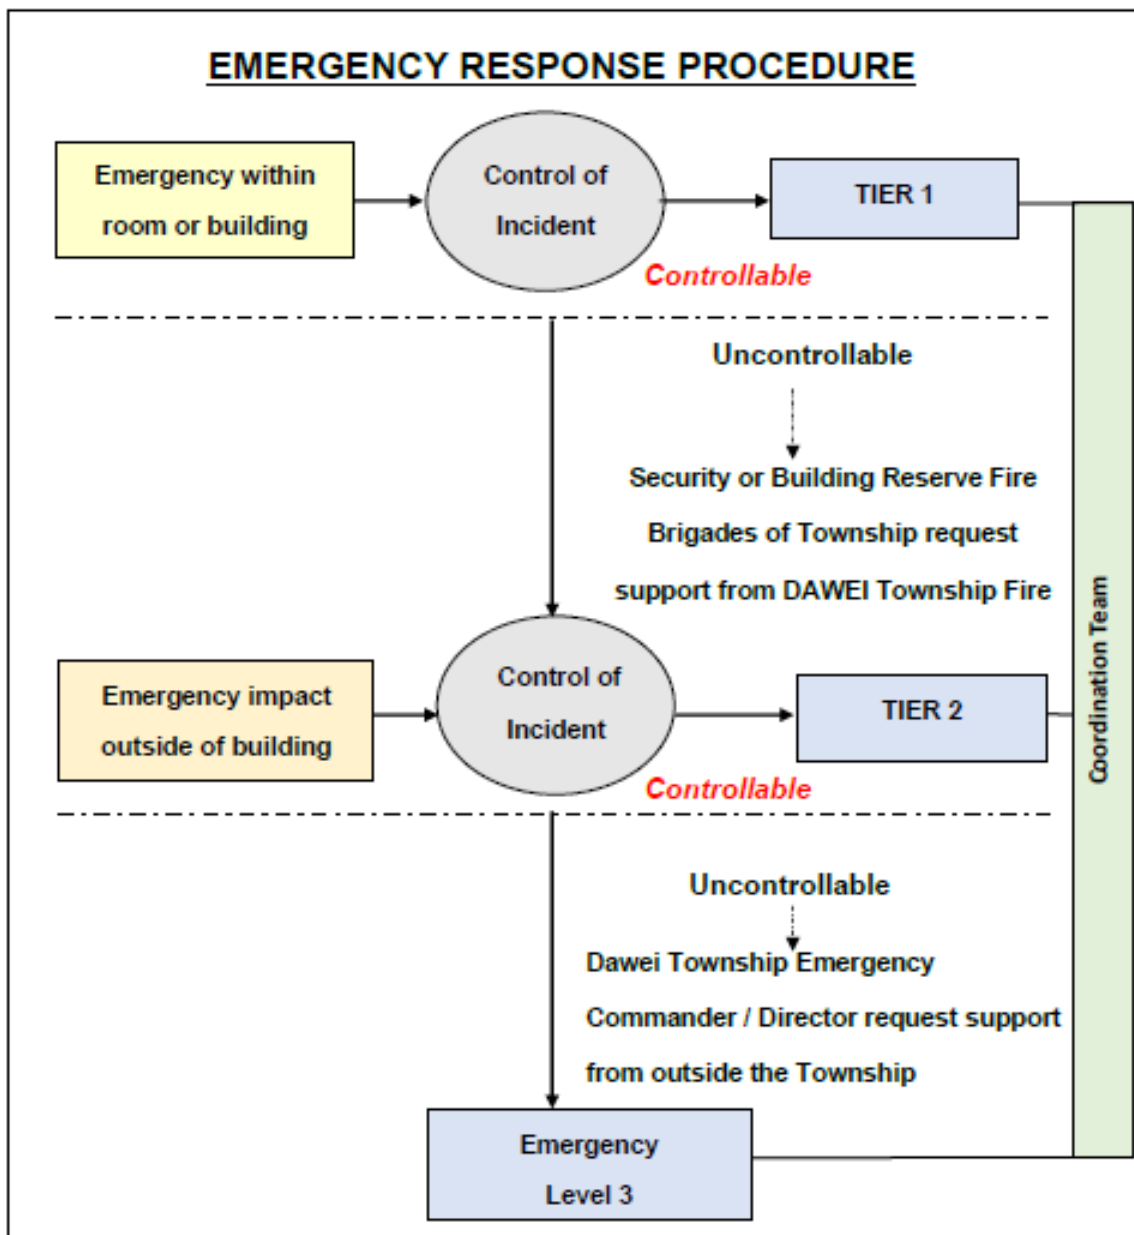 EMERGENCY RESPONSE PROCEDURE
Emergency within
room or building
Control of
Incident
TIER 1
Controllable
Uncontrollable
Security or Building Reserve Fire
Brigades of Township request
support from DAWEI Township Fire
Emergency impact
outside of building
Control of
Incident
TIER 2
Controllable
Coordination Team
Uncontrollable
Dawei Township Emergency
Commander / Director request support
from outside the Township
Emergency
Level 3